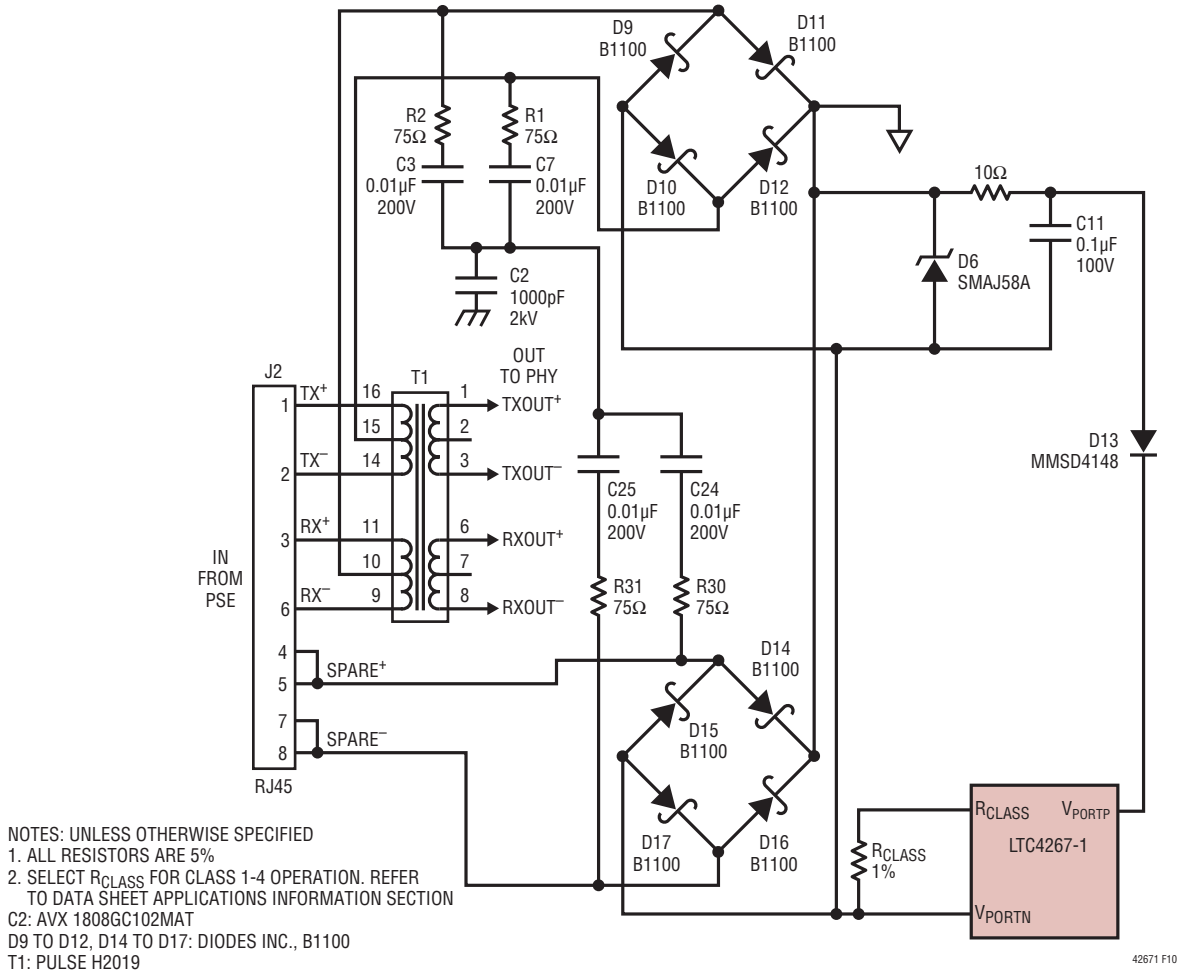 D9
B1100
D11
B1100
R2
75Ω
R1
75Ω
C3
0.01µF
200V
C7
0.01µF
200V
D10
B1100
D12
B1100
10Ω
C11
0.1µF
100V
D6
SMAJ58A
C2
1000pF
2kV
J2
T1
OUT
TO PHY
1 TX+ 16 1 TXOUT+
15 2
2 TX− 14 3 TXOUT−
3 RX+ 11 6 RXOUT+
10 7
6 RX− 9 8 RXOUT−
IN
FROM
PSE
4
5 SPARE+
7
8 SPARE−
RJ45
C25
0.01µF
200V
C24
0.01µF
200V
R31
75Ω
R30
75Ω
D13
MMSD4148
D14
B1100
D15
B1100
D17
B1100
D16
B1100
RCLASS
1%
RCLASS VPORTP
LTC4267-1
VPORTN
NOTES: UNLESS OTHERWISE SPECIFIED
1. ALL RESISTORS ARE 5%
2. SELECT RCLASS FOR CLASS 1-4 OPERATION. REFER
TO DATA SHEET APPLICATIONS INFORMATION SECTION
C2: AVX 1808GC102MAT
D9 TO D12, D14 TO D17: DIODES INC., B1100
T1: PULSE H2019
42671 F10